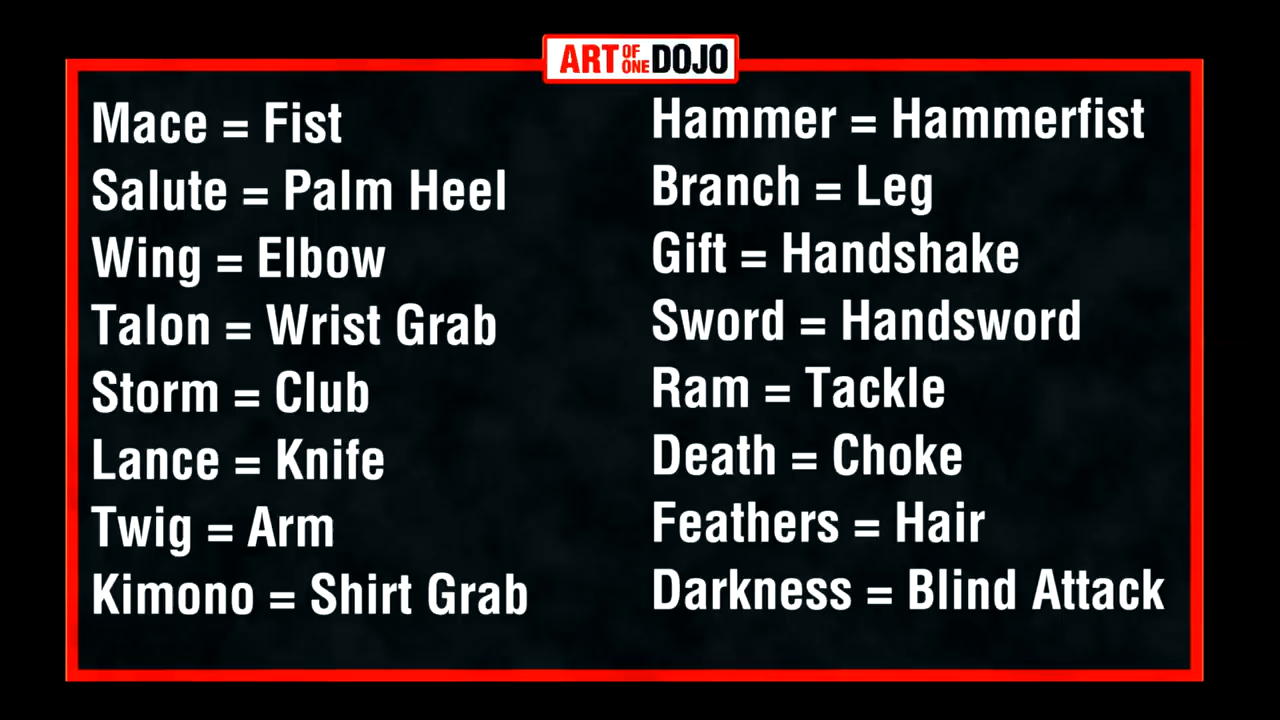 ART OF ONE DOJO
Mace = Fist
Salute = Palm Heel
Wing = Elbow
Talon = Wrist Grab
Storm = Club
Lance = Knife
Twig = Arm
Kimono = Shirt Grab
Hammer = Hammerfist
Branch = Leg
Gift = Handshake
Sword = Handsword
Ram = Tackle
Death = Choke
Feathers = Hair
Darkness = Blind Attack